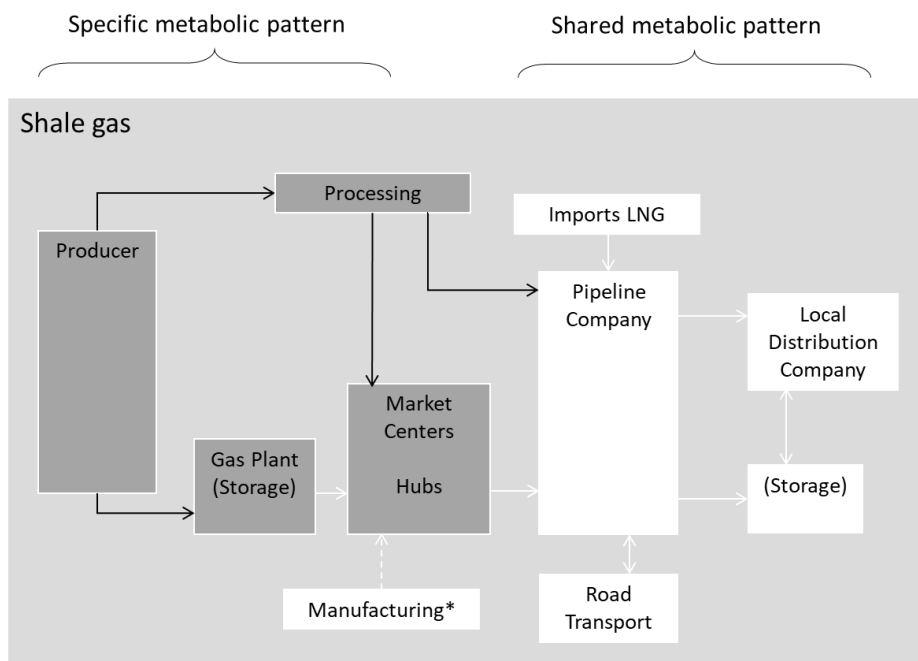 Specific metabolic pattern
Shared metabolic pattern
Shale gas
Processing
Imports LNG
Producer
Pipeline
Company
Local
Distribution
Company
Market
Centers
Hubs
Gas Plant
(Storage)
(Storage)
Manufacturing*
Road
Transport